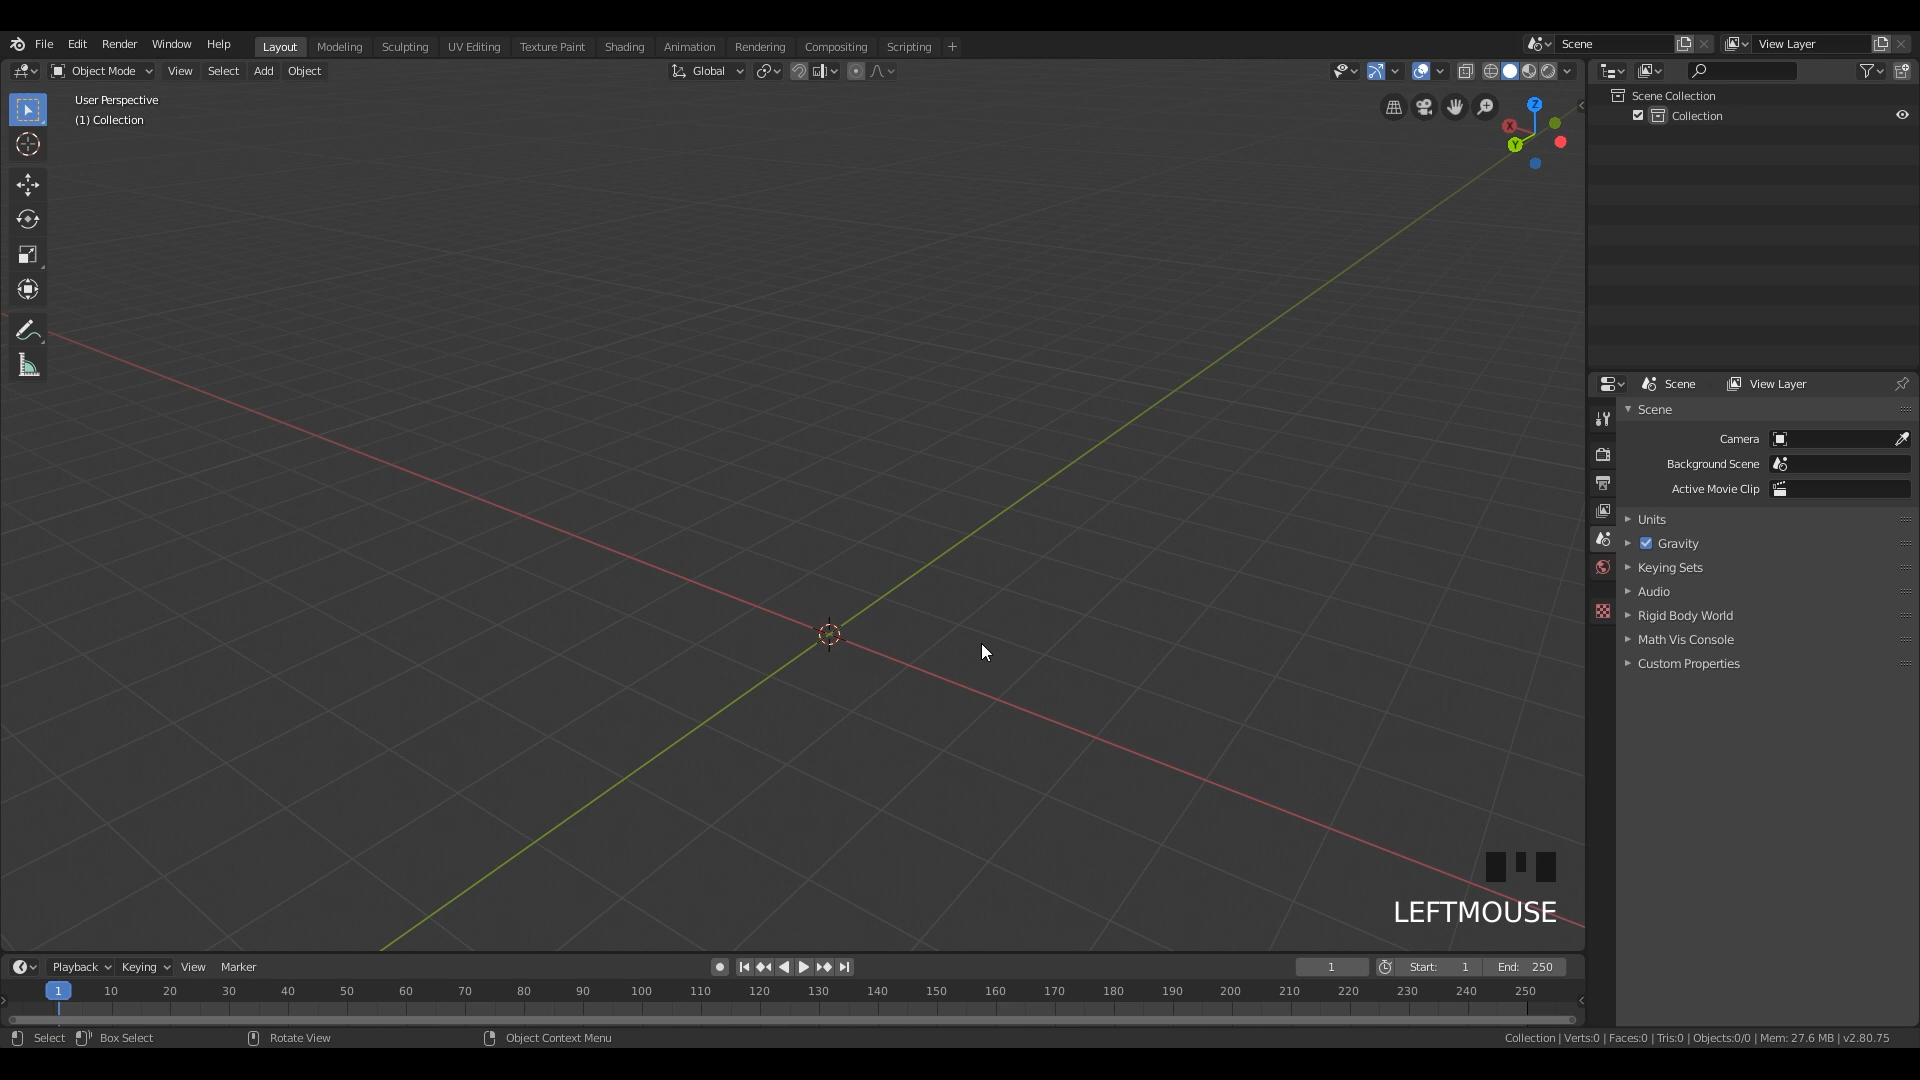 File Edit Render Window Help Layout Modeling Sculpting UV Editing Texture Paint Shading Animation Rendering Compositing Scripting + Scene View Layer
Object Mode View Select Add Object Global
User Perspective
(1) Collection
Z
X
Y
Scene Collection
Collection
Scene View Layer
Scene
Camera
Background Scene
Active Movie Clip
Units
Gravity
Keying Sets
Audio
Rigid Body World
Math Vis Console
Custom Properties
LEFTMOUSE
Playback Keying View Marker 1 Start: 1 End: 250
1 10 20 30 40 50 60 70 80 90 100 110 120 130 140 150 160 170 180 190 200 210 220 230 240 250
Select Box Select Rotate View Object Context Menu Collection | Verts:0 | Faces:0 | Tris:0 | Objects:0/0 | Mem: 27.6 MB | v2.80.75